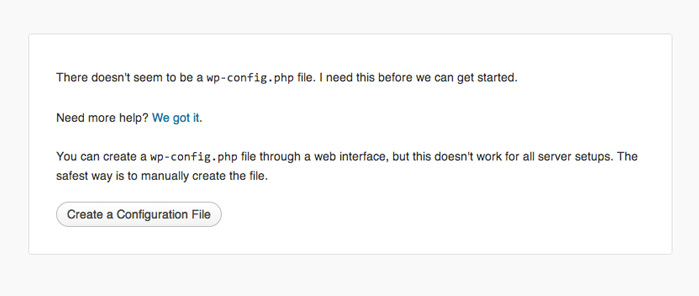 There doesn't seem to be a wp-config.php file. I need this before we can get started.
Need more help? We got it.
You can create a wp-config.php file through a web interface, but this doesn't work for all server setups. The
safest way is to manually create the file.
Create a Configuration File